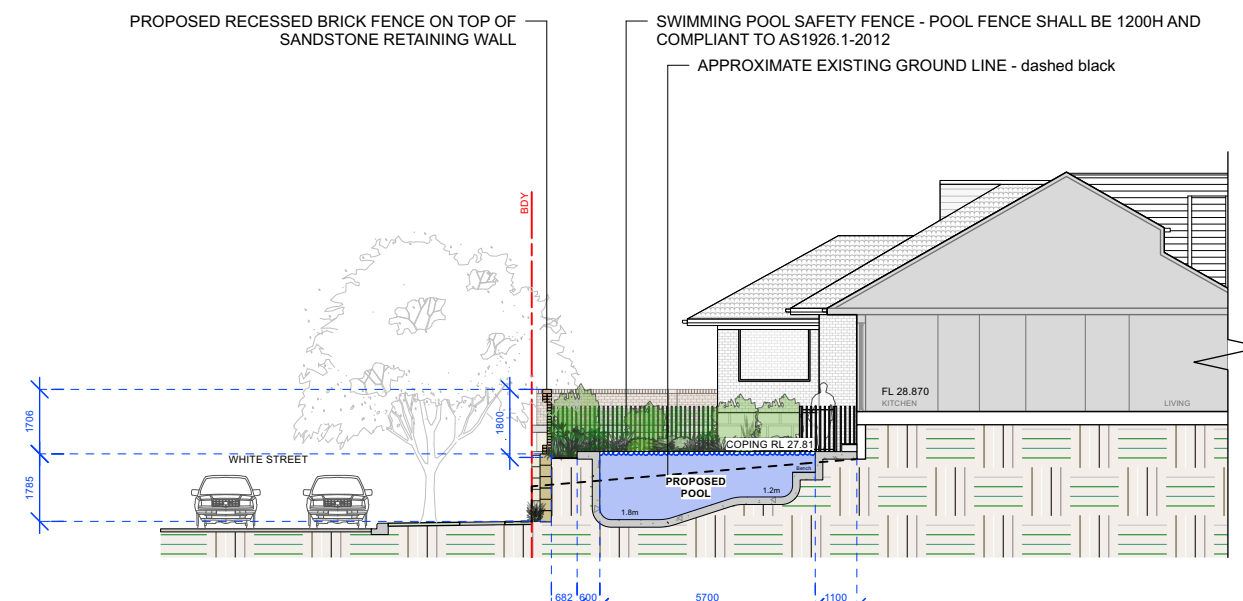 PROPOSED RECESSED BRICK FENCE ON TOP OF
SANDSTONE RETAINING WALL
SWIMMING POOL SAFETY FENCE - POOL FENCE SHALL BE 1200H AND
COMPLIANT TO AS1926.1-2012
APPROXIMATE EXISTING GROUND LINE - dashed black
BDY
FL 28.870
KITCHEN
LIVING
1706
1800
COPING RL 27.81
WHITE STREET
1785
Bench
PROPOSED
POOL
1.2m
1.8m
682
600
5700
1100